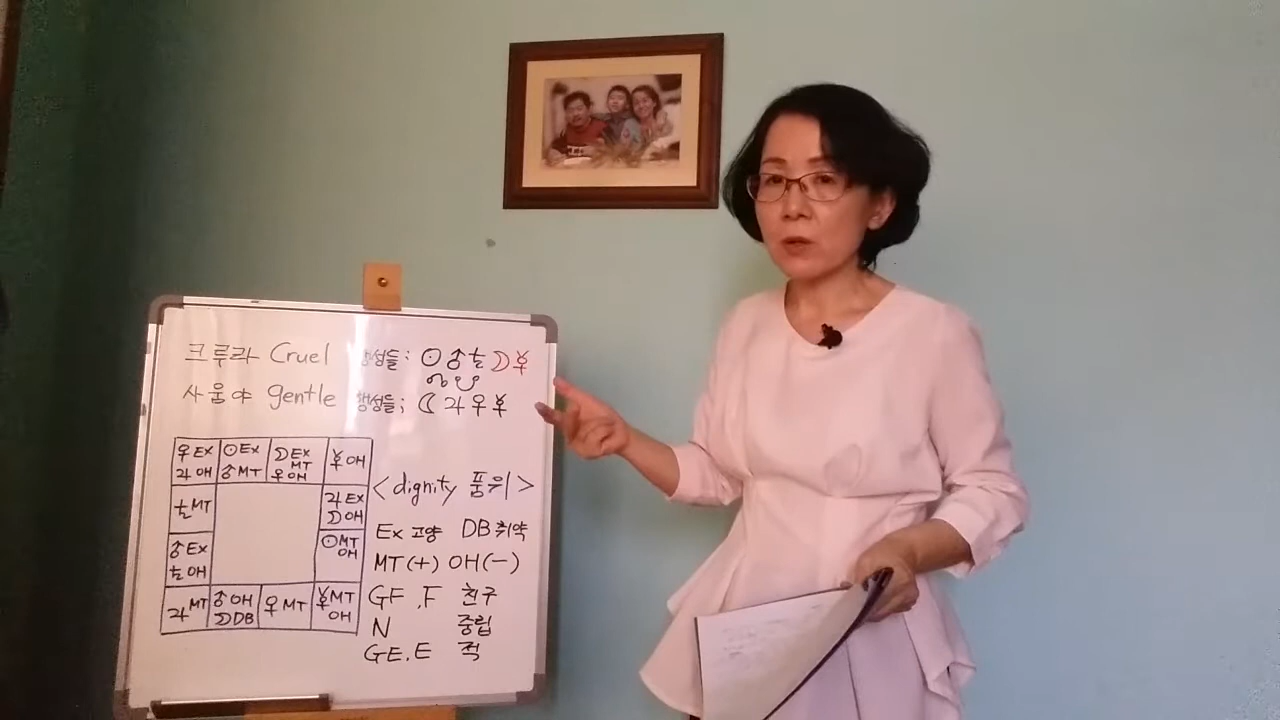 크루라 Cruel 행성들; ☉♂♄☽☿
☊☋
사움야 gentle 행성들; ☾♃♀☿
♀Ex ♃OH
☉Ex ♂MT
☽Ex MT ♀OH
☿OH
♄MT
♃Ex ☽OH
♂Ex ♄OH
☉MT OH
♃MT
♂OH ☽DB
♀MT
☿MT OH
<dignity 품위>
Ex 고양 DB 취약
MT(+) OH(-)
GF, F 친구
N 중립
GE, E 적